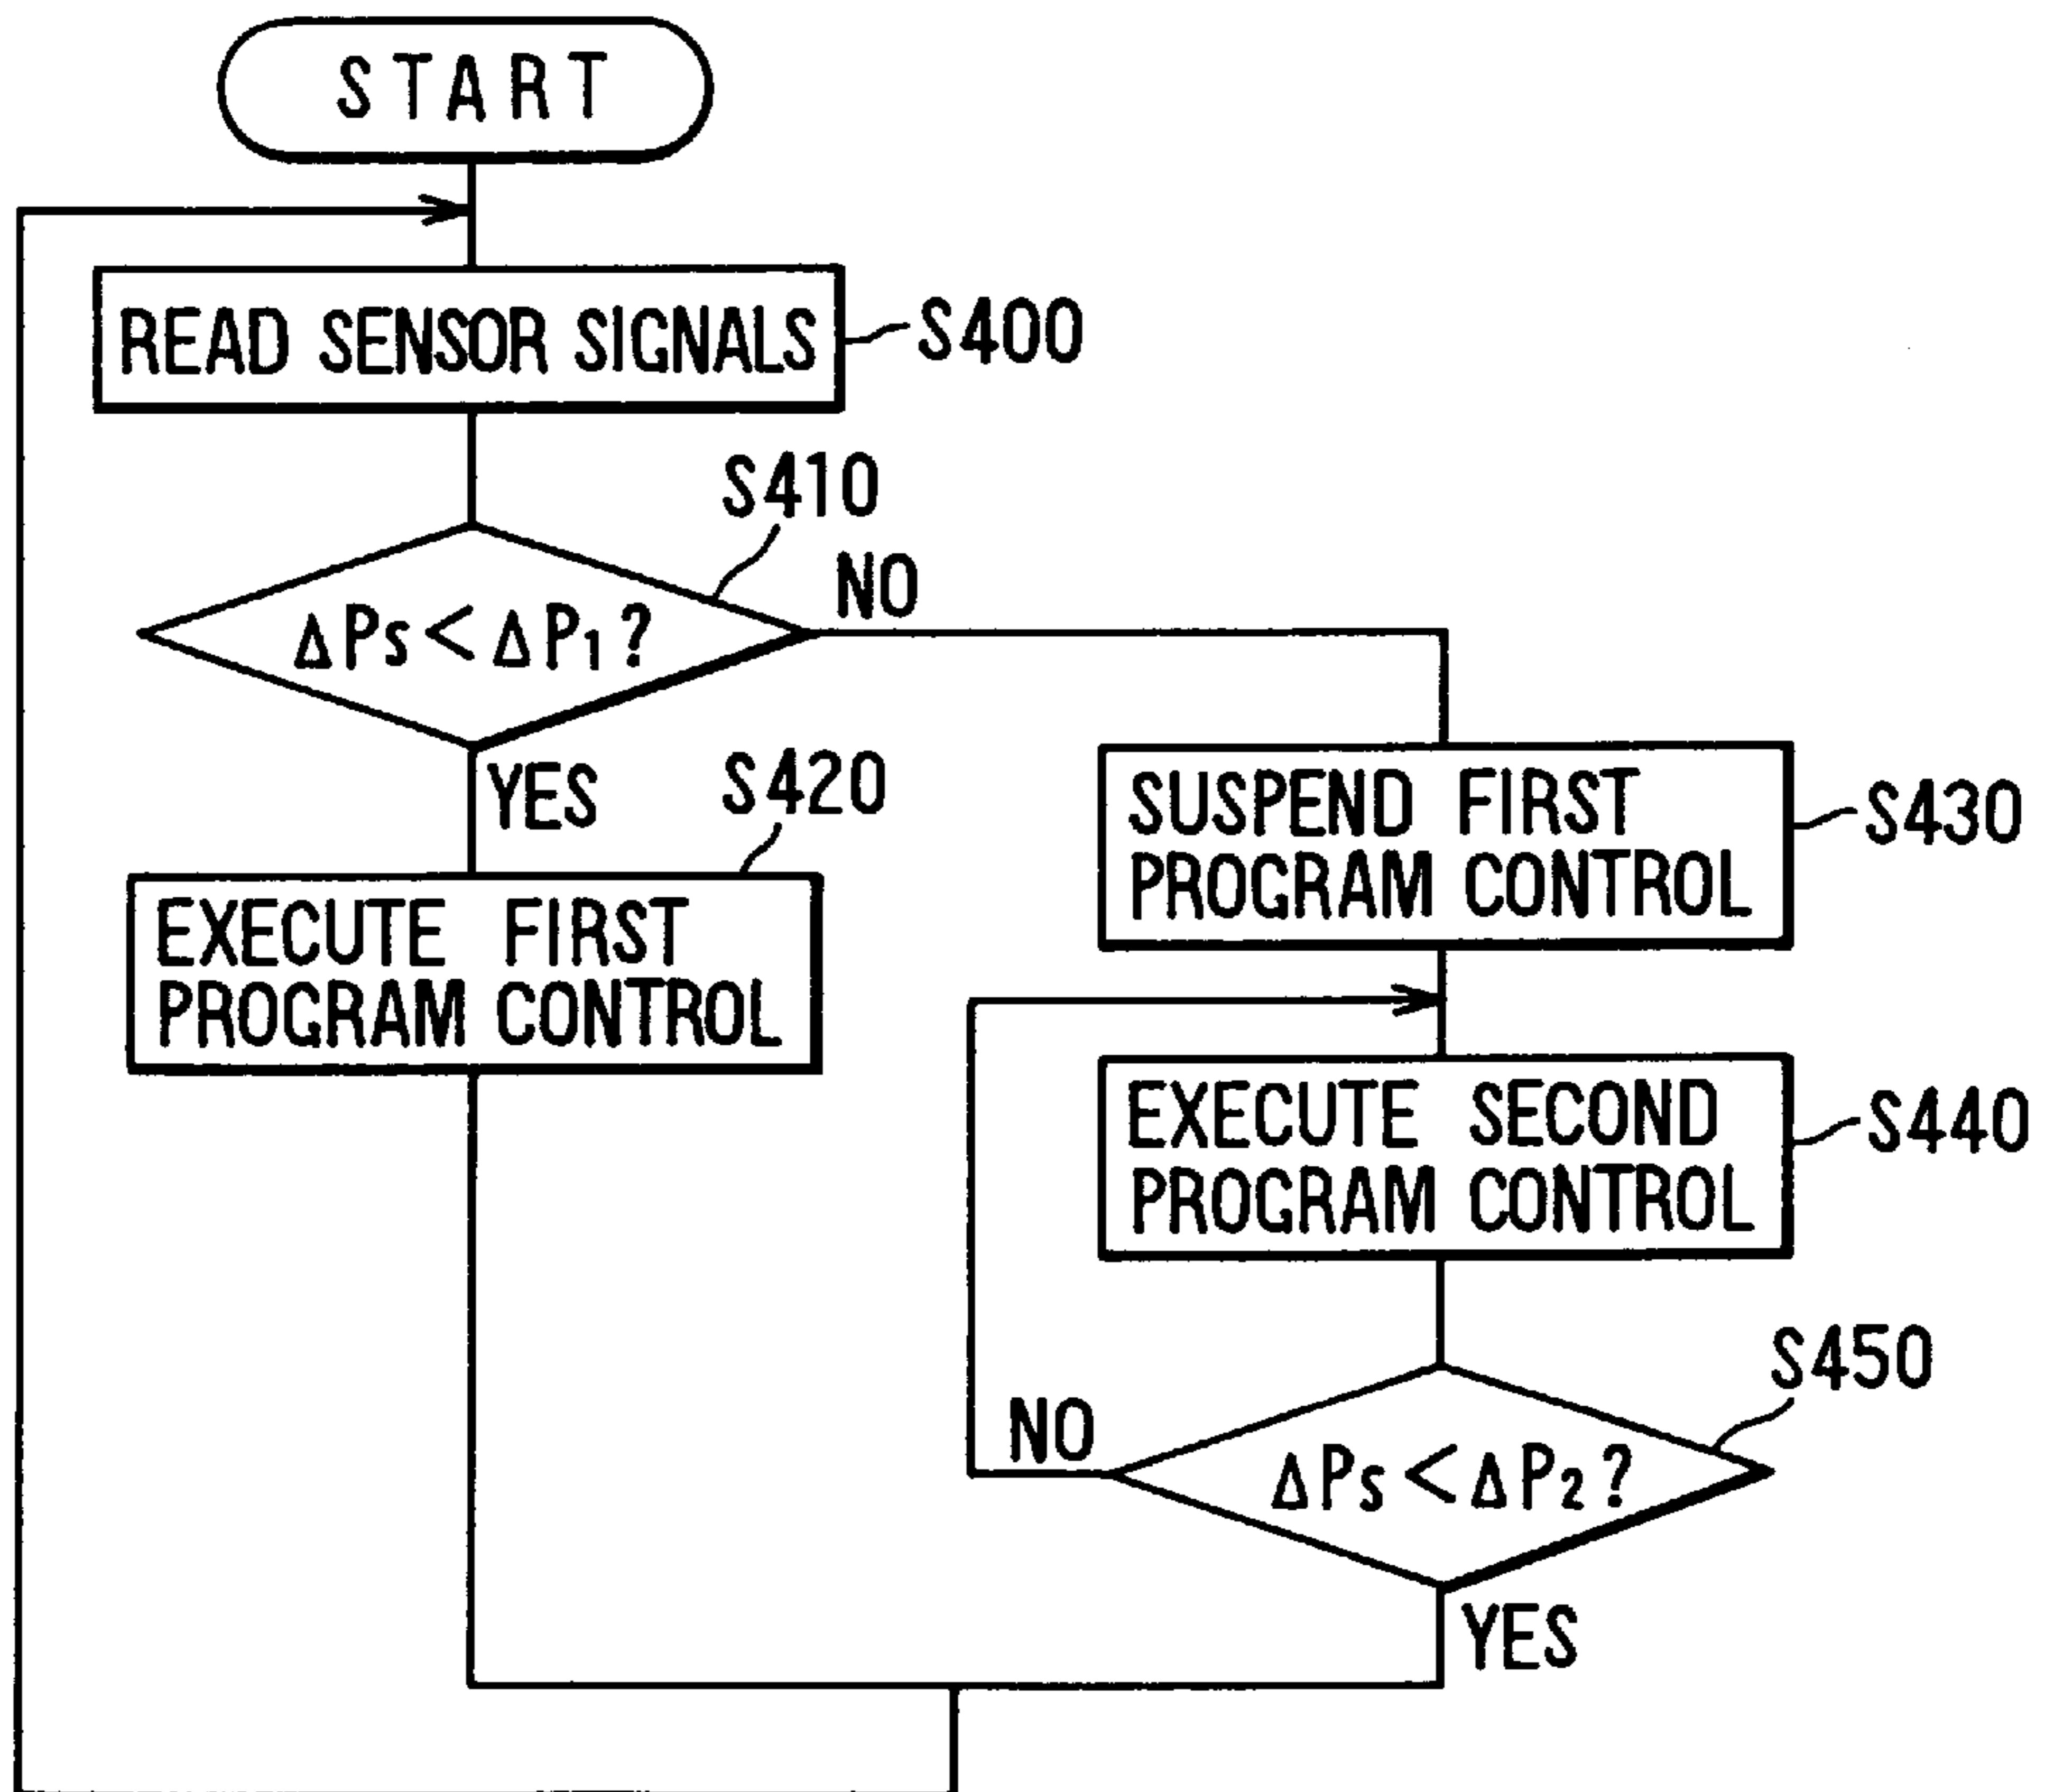 START
READ SENSOR SIGNALS
S400
S410
ΔPs<ΔP₁?
NO
YES
S420
EXECUTE FIRST
PROGRAM CONTROL
SUSPEND FIRST
PROGRAM CONTROL
S430
EXECUTE SECOND
PROGRAM CONTROL
S440
S450
ΔPs<ΔP₂?
NO
YES